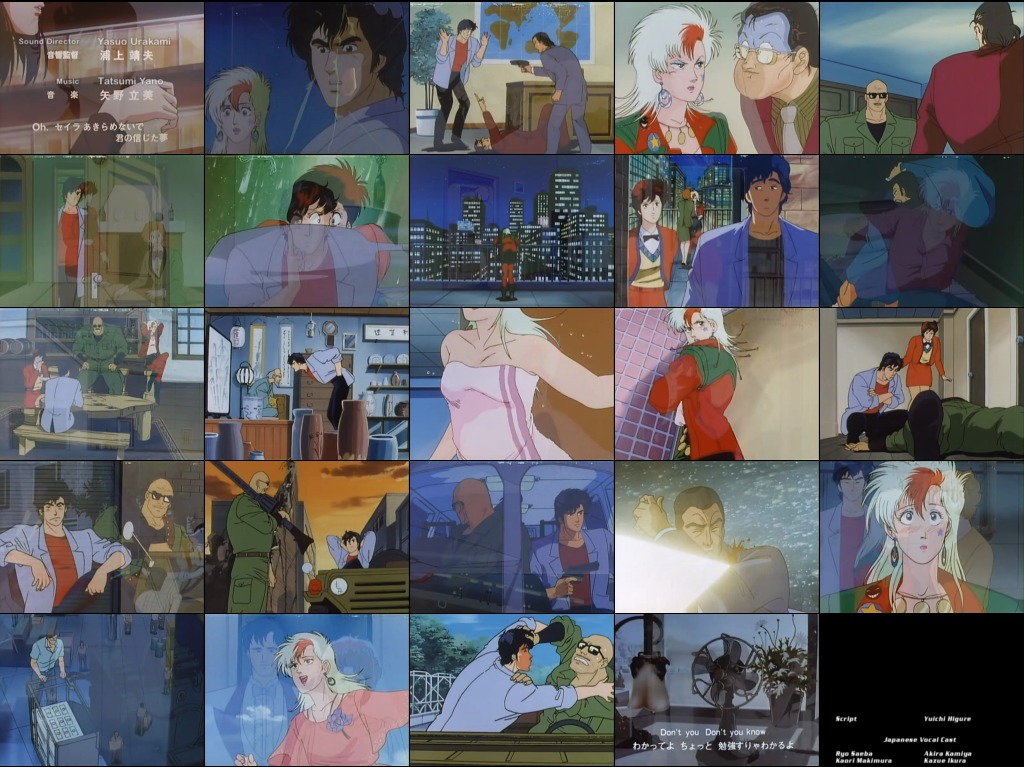 Sound Director Yasuo Urakami
音響監督 浦上 靖夫
Music Tatsumi Yano
音 楽 矢野 立美
Oh, セイラ あきらめないで
君の信じた夢
Don't you Don't you know
わかってよ ちょっと 勉強すりゃわかるよ
Script Yuichi Higure
Japanese Vocal Cast
Ryo Saeba Akira Kamiya
Kaori Makimura Kazue Ikura